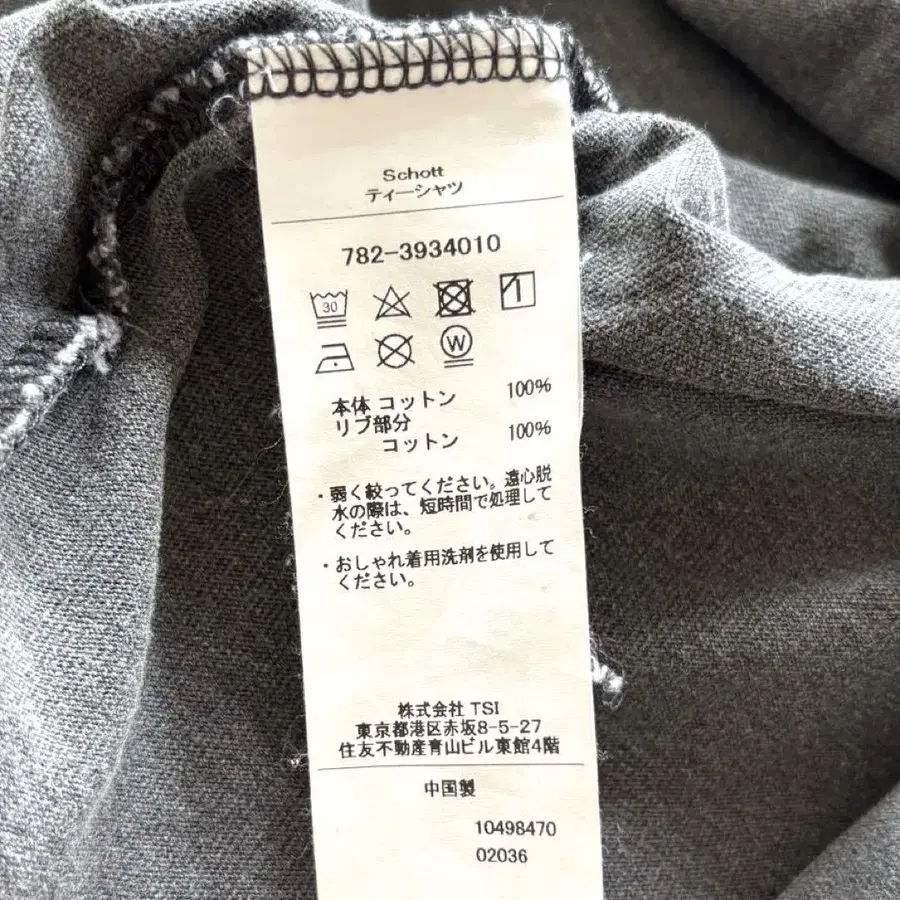 Schott
ティーシャツ
782-3934010
30
W
本体 コットン 100%
リブ部分
コットン 100%
・弱く絞ってください。遠心脱
水の際は、短時間で処理して
ください。
・おしゃれ着用洗剤を使用して
ください。
株式会社 TSI
東京都港区赤坂8-5-27
住友不動産青山ビル東館4階
中国製
10498470
02036